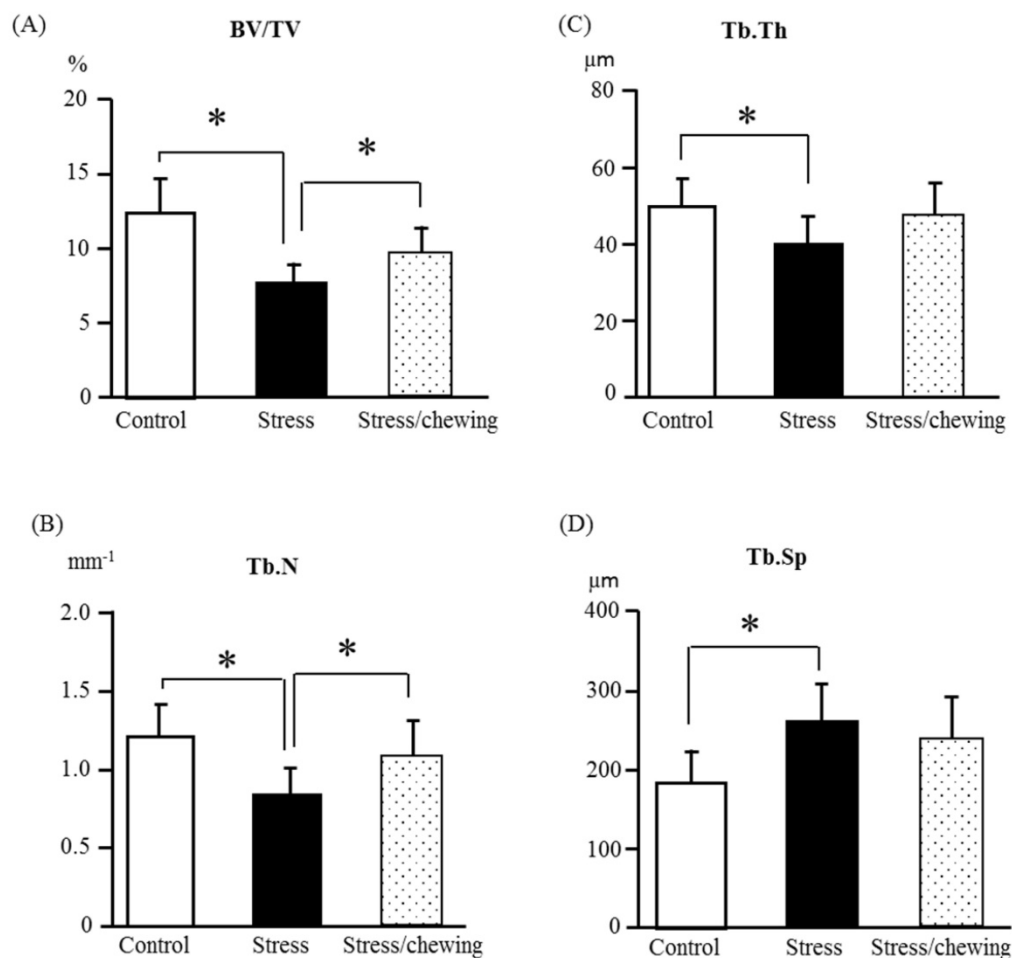 (A)
BV/TV
%
20
15
10
5
0
*
*
Control Stress Stress/chewing
(C)
Tb.Th
μm
80
60
40
20
0
*
Control Stress Stress/chewing
(B)
mm-1
Tb.N
2.0
1.5
1.0
0.5
0
*
*
Control Stress Stress/chewing
(D)
Tb.Sp
μm
400
300
200
100
0
*
Control Stress Stress/chewing